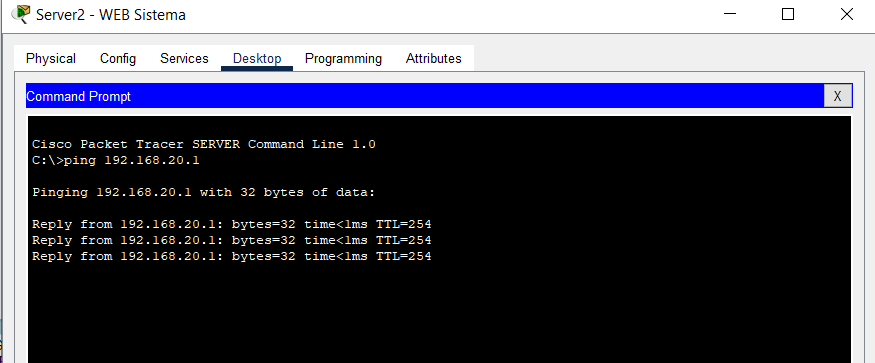 Server2 - WEB Sistema
Physical Config Services Desktop Programming Attributes
Command Prompt X
Cisco Packet Tracer SERVER Command Line 1.0
C:\>ping 192.168.20.1
Pinging 192.168.20.1 with 32 bytes of data:
Reply from 192.168.20.1: bytes=32 time<1ms TTL=254
Reply from 192.168.20.1: bytes=32 time<1ms TTL=254
Reply from 192.168.20.1: bytes=32 time<1ms TTL=254